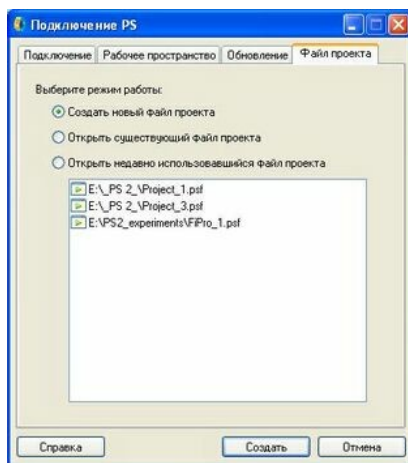 Подключение PS
Подключение Рабочее пространство Обновление Файл проекта
Выберите режим работы:
Создать новый файл проекта
Открыть существующий файл проекта
Открыть недавно использовавшийся файл проекта
E:\_PS 2_\Project_1.psf
E:\_PS 2_\Project_3.psf
E:\PS2_experiments\FiPro_1.psf
Справка Создать Отмена